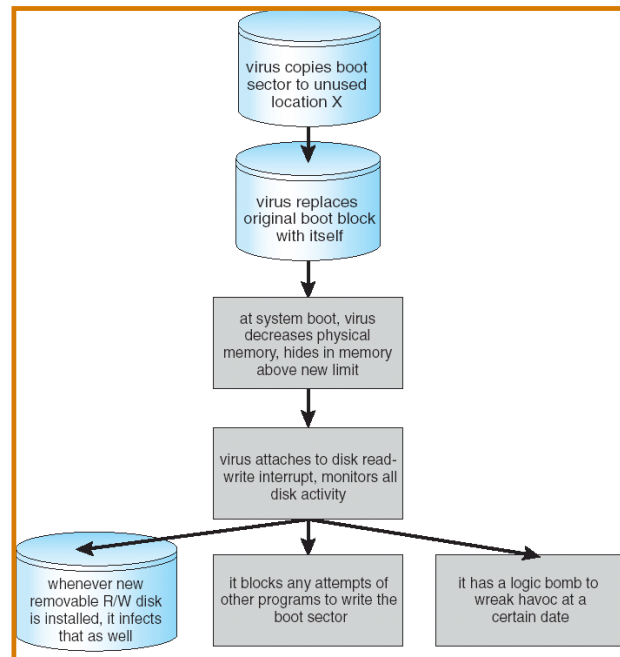 virus copies boot
sector to unused
location X
virus replaces
original boot block
with itself
at system boot, virus
decreases physical
memory, hides in memory
above new limit
virus attaches to disk read-
write interrupt, monitors all
disk activity
whenever new
removable R/W disk
is installed, it infects
that as well
it blocks any attempts of
other programs to write the
boot sector
it has a logic bomb to
wreak havoc at a
certain date